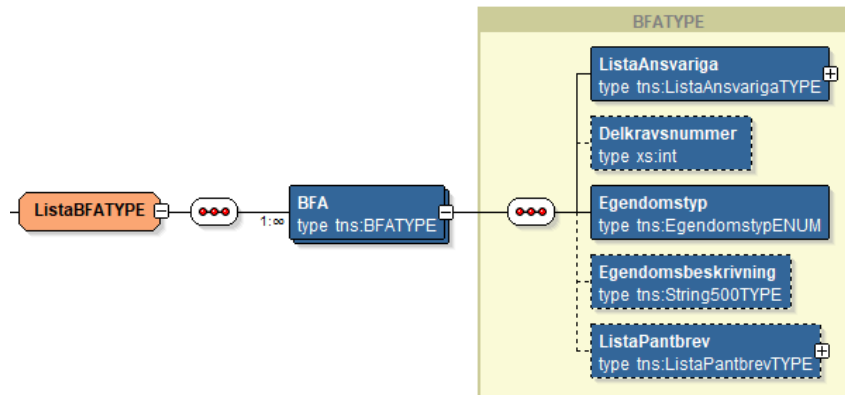 BFATYPE
ListaAnsvariga
type tns:ListaAnsvarigaTYPE
Delkravsnummer
type xs:int
ListaBFATYPE
1:∞
BFA
type tns:BFATYPE
Egendomstyp
type tns:EgendomstypENUM
Egendomsbeskrivning
type tns:String500TYPE
ListaPantbrev
type tns:ListaPantbrevTYPE